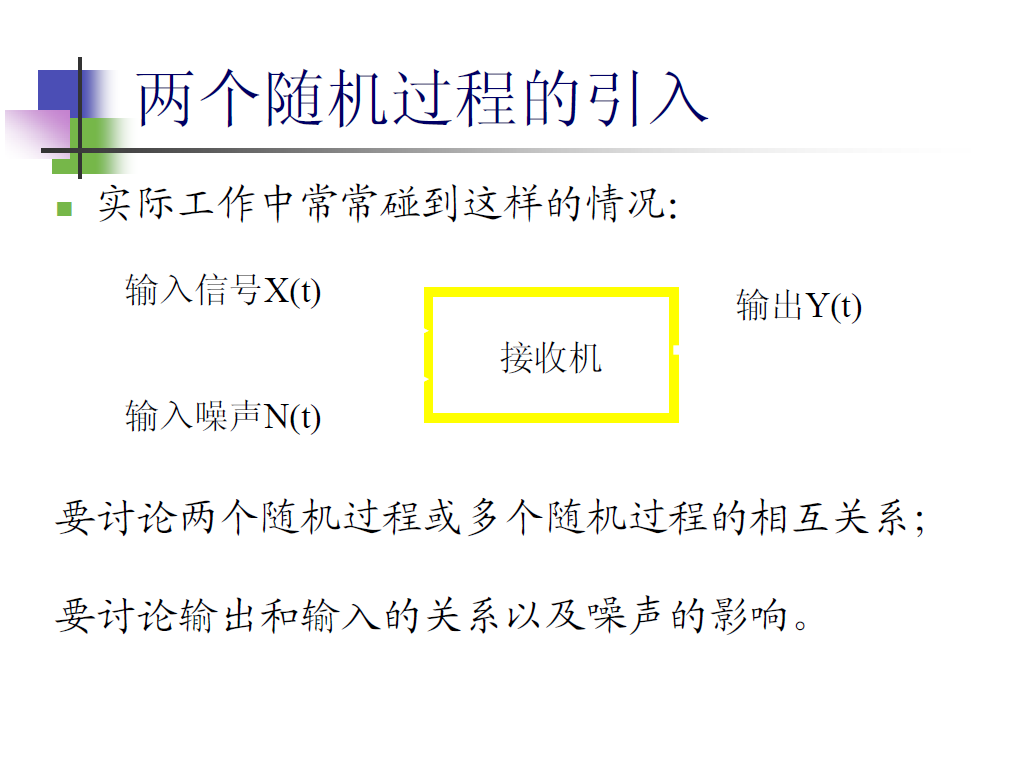 两个随机过程的引入
实际工作中常常碰到这样的情况:
输入信号X(t)
输出Y(t)
接收机
输入噪声N(t)
要讨论两个随机过程或多个随机过程的相互关系;
要讨论输出和输入的关系以及噪声的影响。